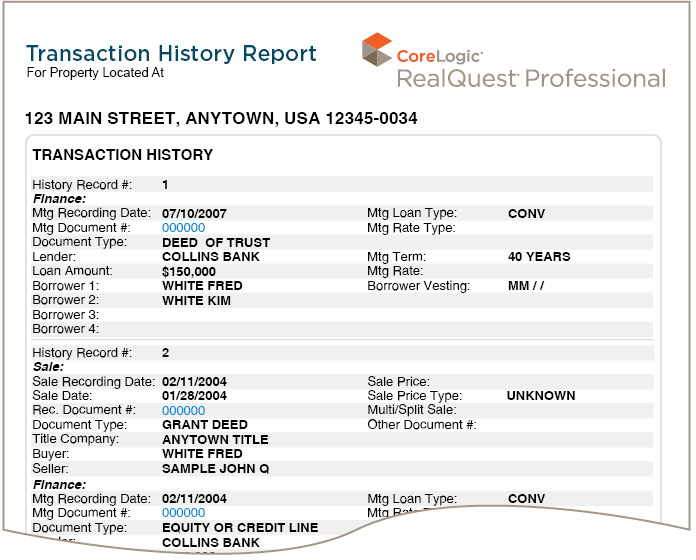 Transaction History Report
For Property Located At
CoreLogic®
RealQuest® Professional
123 MAIN STREET, ANYTOWN, USA 12345-0034
TRANSACTION HISTORY
History Record #: 1
Finance:
Mtg Recording Date: 07/10/2007 Mtg Loan Type: CONV
Mtg Document #: 000000 Mtg Rate Type:
Document Type: DEED OF TRUST
Lender: COLLINS BANK Mtg Term: 40 YEARS
Loan Amount: $150,000 Mtg Rate:
Borrower 1: WHITE FRED Borrower Vesting: MM / /
Borrower 2: WHITE KIM
Borrower 3:
Borrower 4:
History Record #: 2
Sale:
Sale Recording Date: 02/11/2004 Sale Price:
Sale Date: 01/28/2004 Sale Price Type: UNKNOWN
Rec. Document #: 000000 Multi/Split Sale:
Document Type: GRANT DEED Other Document #:
Title Company: ANYTOWN TITLE
Buyer: WHITE FRED
Seller: SAMPLE JOHN Q
Finance:
Mtg Recording Date: 02/11/2004 Mtg Loan Type: CONV
Mtg Document #: 000000 Mtg
Document Type: EQUITY OR CREDIT LINE
COLLINS BANK